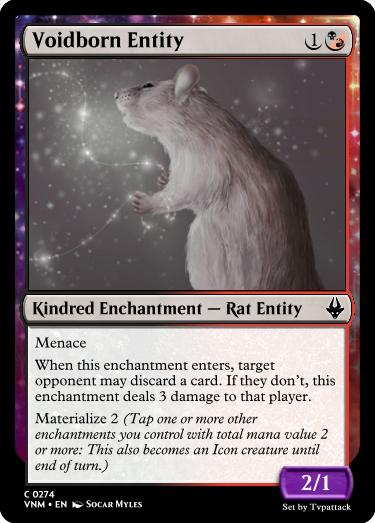 Voidborn Entity 1
Kindred Enchantment — Rat Entity
Menace
When this enchantment enters, target
opponent may discard a card. If they don't, this
enchantment deals 3 damage to that player.
Materialize 2 (Tap one or more other
enchantments you control with total mana value 2
or more: This also becomes an Icon creature until
end of turn.)
2/1
C 0274
VNM • EN Socar Myles
Set by Tvpattack